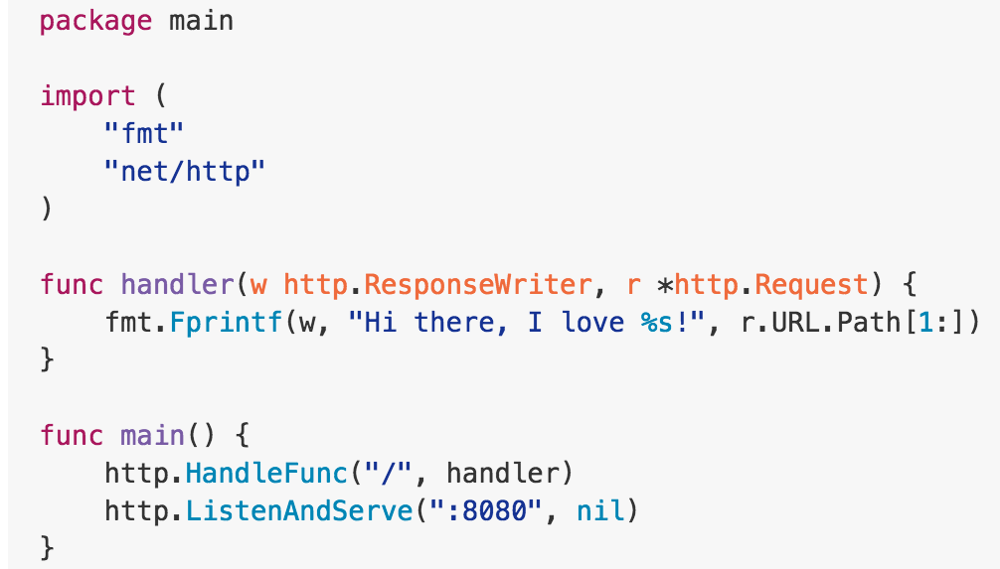 package main

import (
    "fmt"
    "net/http"
)

func handler(w http.ResponseWriter, r *http.Request) {
    fmt.Fprintf(w, "Hi there, I love %s!", r.URL.Path[1:])
}

func main() {
    http.HandleFunc("/", handler)
    http.ListenAndServe(":8080", nil)
}